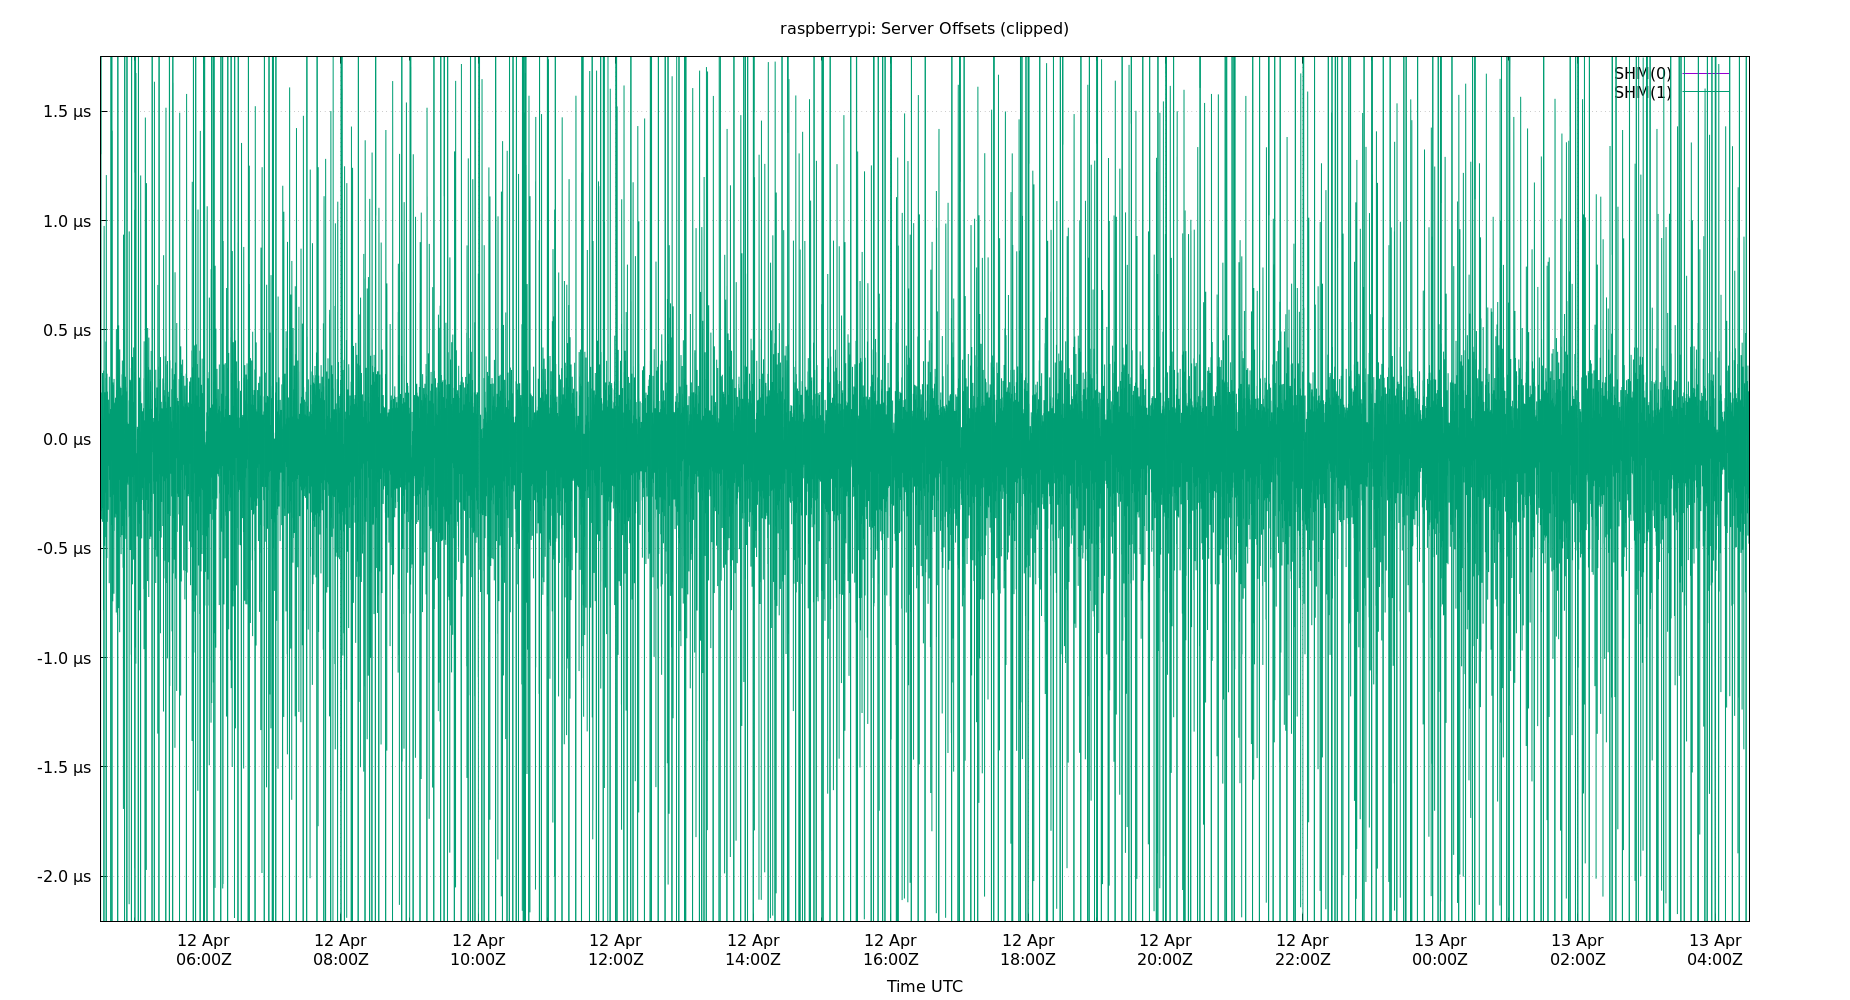 raspberrypi: Server Offsets (clipped)
SHM(0)
SHM(1)
1.5 µs
1.0 µs
0.5 µs
0.0 µs
-0.5 µs
-1.0 µs
-1.5 µs
-2.0 µs
12 Apr 12 Apr 12 Apr 12 Apr 12 Apr 12 Apr 12 Apr 12 Apr 12 Apr 13 Apr 13 Apr 13 Apr
06:00Z 08:00Z 10:00Z 12:00Z 14:00Z 16:00Z 18:00Z 20:00Z 22:00Z 00:00Z 02:00Z 04:00Z
Time UTC